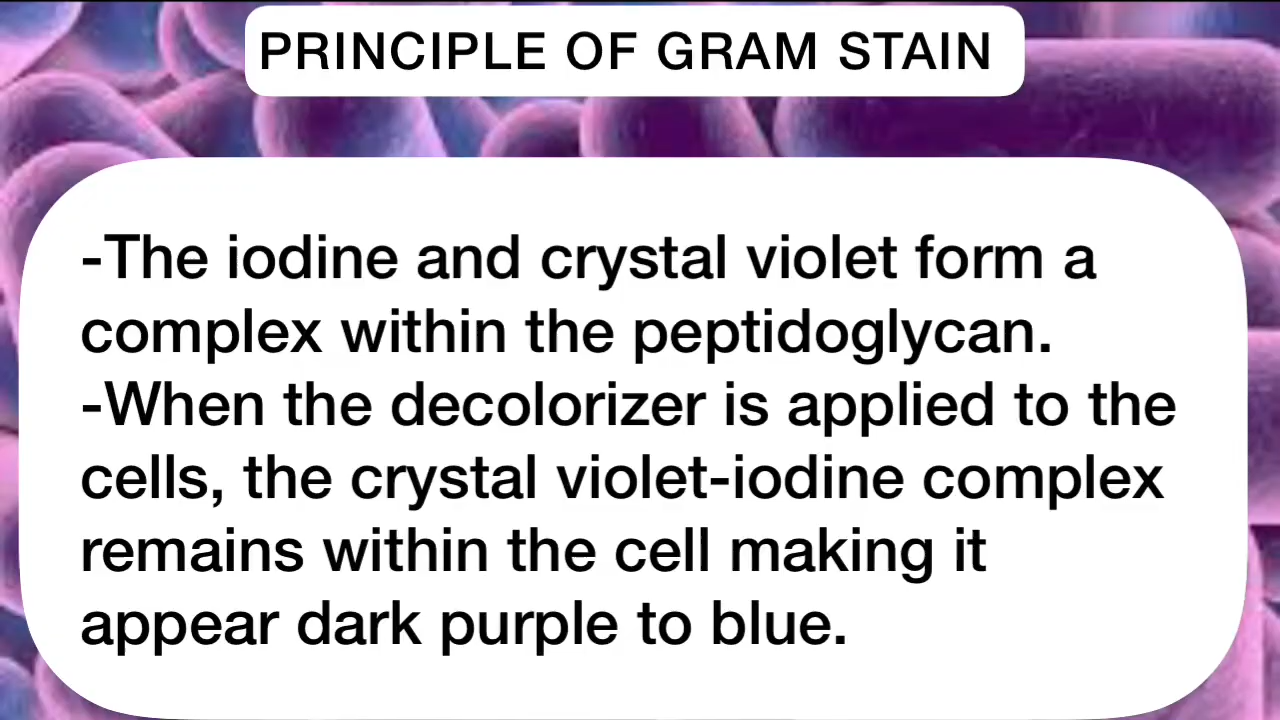 PRINCIPLE OF GRAM STAIN
-The iodine and crystal violet form a
complex within the peptidoglycan.
-When the decolorizer is applied to the
cells, the crystal violet-iodine complex
remains within the cell making it
appear dark purple to blue.